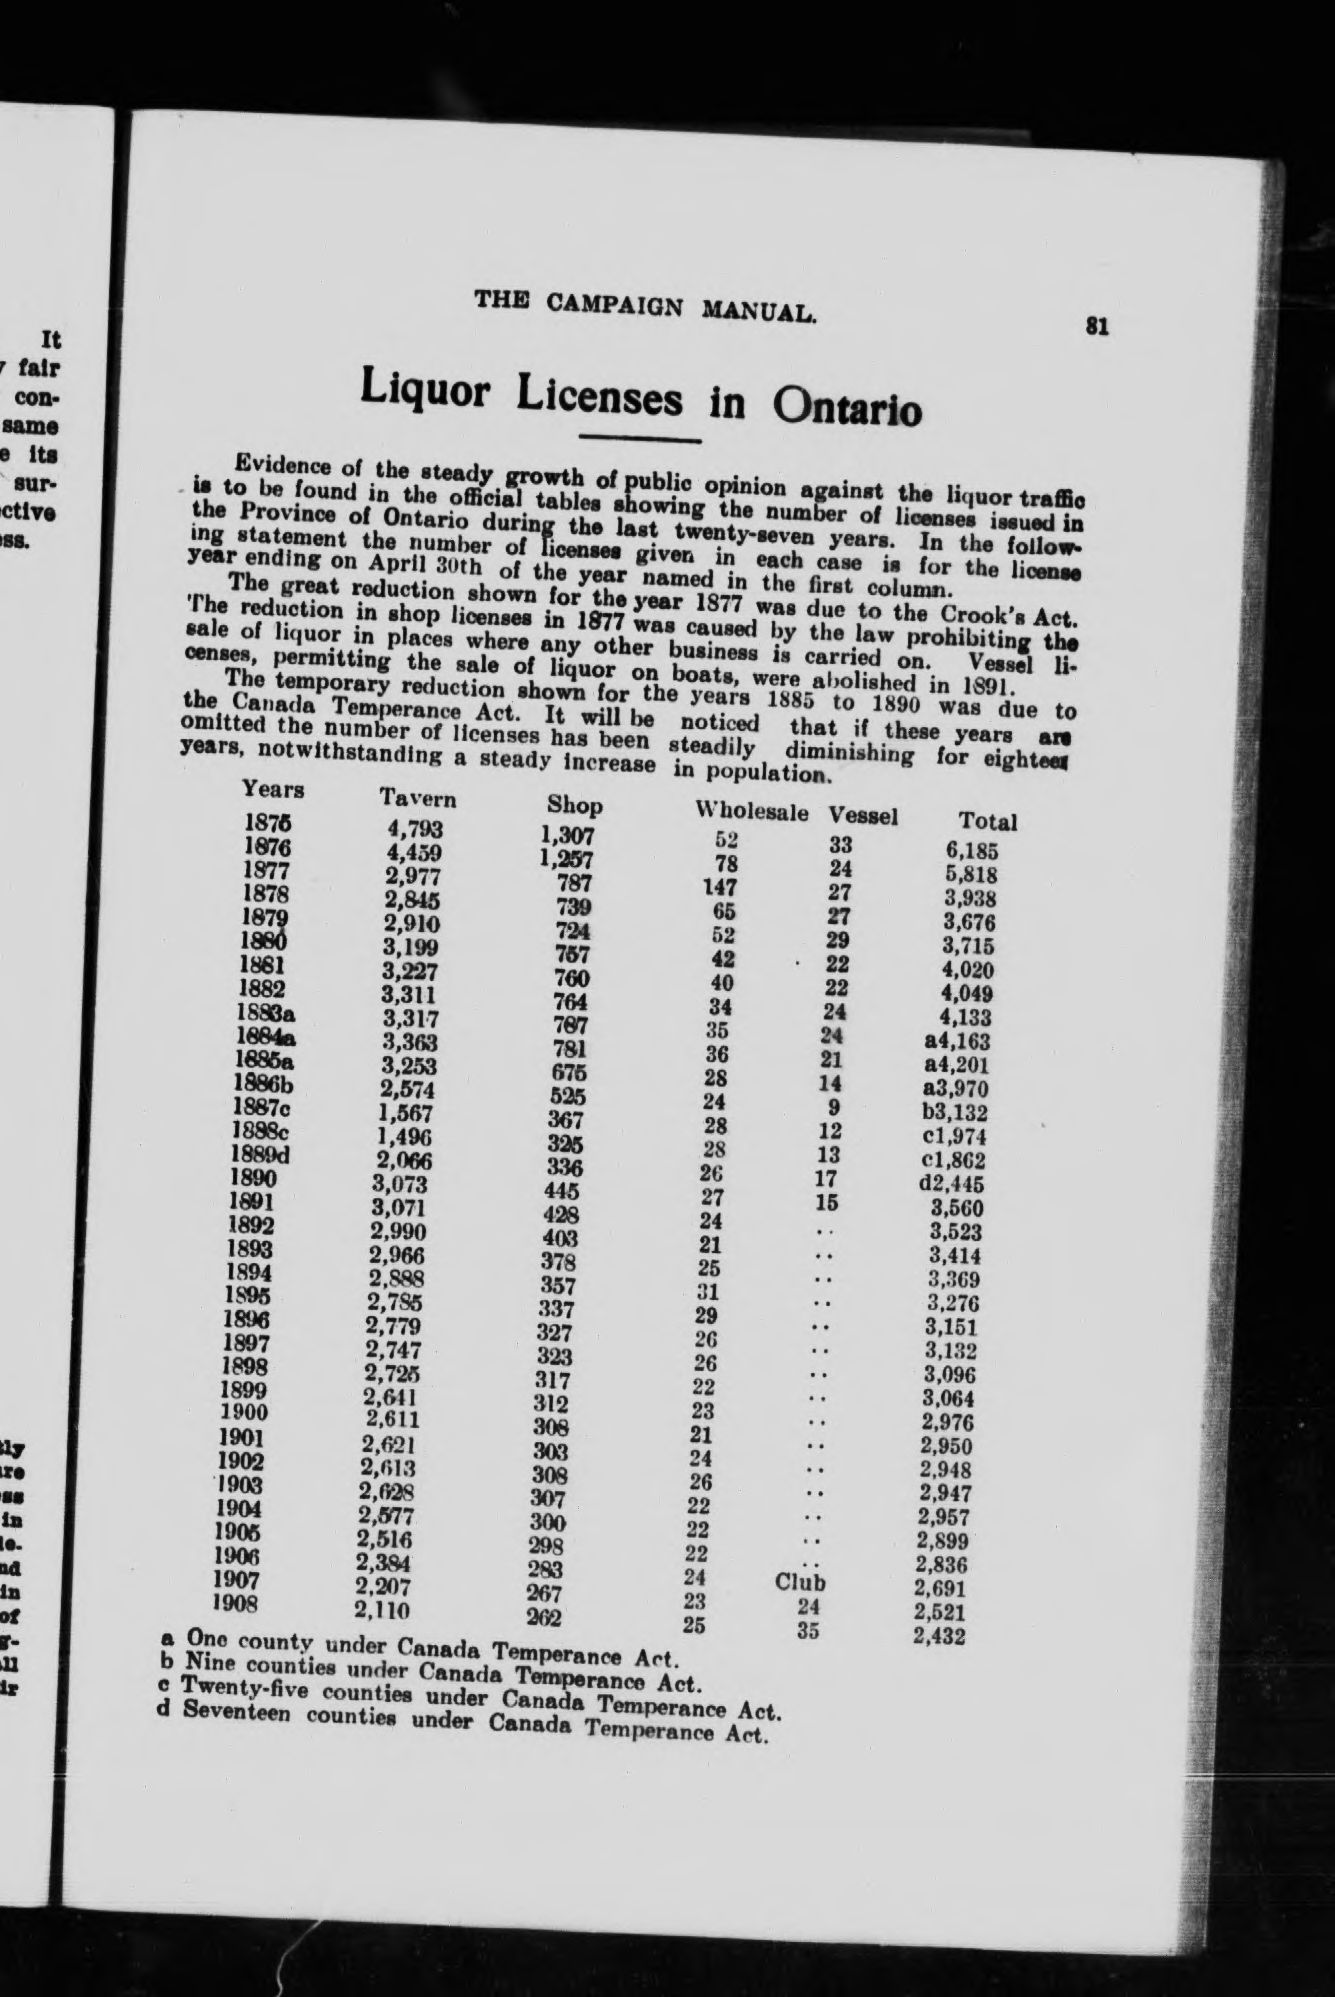 It
fair
con-
same
its
sur-
ctive
ss.
in
of
THE CAMPAIGN MANUAL.
81
Liquor Licenses in Ontario
Evidence of the steady growth of public opinion against the liquor traffic
is to be found in the official tables showing the number of licenses issued in
the Province of Ontario during the last twenty-seven years. In the follow-
ing statement the number of licenses given in each case is for the license
year ending on April 30th of the year named in the first column.
The great reduction shown for the year 1877 was due to the Crook's Act.
The reduction in shop licenses in 1877 was caused by the law prohibiting the
sale of liquor in places where any other business is carried on. Vessel li-
censes, permitting the sale of liquor on boats, were abolished in 1891.
The temporary reduction shown for the years 1885 to 1890 was due to
the Canada Temperance Act. It will be noticed that if these years are
omitted the number of licenses has been steadily diminishing for eighteen
years, notwithstanding a steady increase in population.
Years Tavern Shop Wholesale Vessel Total
1875 4,793 1,307 52 33 6,185
1876 4,459 1,257 78 24 5,818
1877 2,977 787 147 27 3,938
1878 2,845 739 65 27 3,676
1879 2,910 724 52 29 3,715
1880 3,199 757 42 22 4,020
1881 3,227 760 40 22 4,049
1882 3,311 764 34 24 4,133
1883a 3,317 787 35 24 a4,163
1884a 3,363 781 36 21 a4,201
1885a 3,253 675 28 14 a3,970
1886b 2,574 525 24 9 b3,132
1887c 1,567 367 28 12 c1,974
1888c 1,496 325 28 13 c1,862
1889d 2,066 336 26 17 d2,445
1890 3,073 445 27 15 3,560
1891 3,071 428 24 .. 3,523
1892 2,990 403 21 .. 3,414
1893 2,966 378 25 .. 3,369
1894 2,888 357 31 .. 3,276
1895 2,785 337 29 .. 3,151
1896 2,779 327 26 .. 3,132
1897 2,747 323 26 .. 3,096
1898 2,725 317 22 .. 3,064
1899 2,641 312 23 .. 2,976
1900 2,611 308 21 .. 2,950
1901 2,621 303 24 .. 2,948
1902 2,613 308 26 .. 2,947
1903 2,628 307 22 .. 2,957
1904 2,577 300 22 .. 2,899
1905 2,516 298 22 .. 2,836
1906 2,384 283 24 Club 2,691
1907 2,207 267 23 24 2,521
1908 2,110 262 25 35 2,432
a One county under Canada Temperance Act.
b Nine counties under Canada Temperance Act.
c Twenty-five counties under Canada Temperance Act.
d Seventeen counties under Canada Temperance Act.